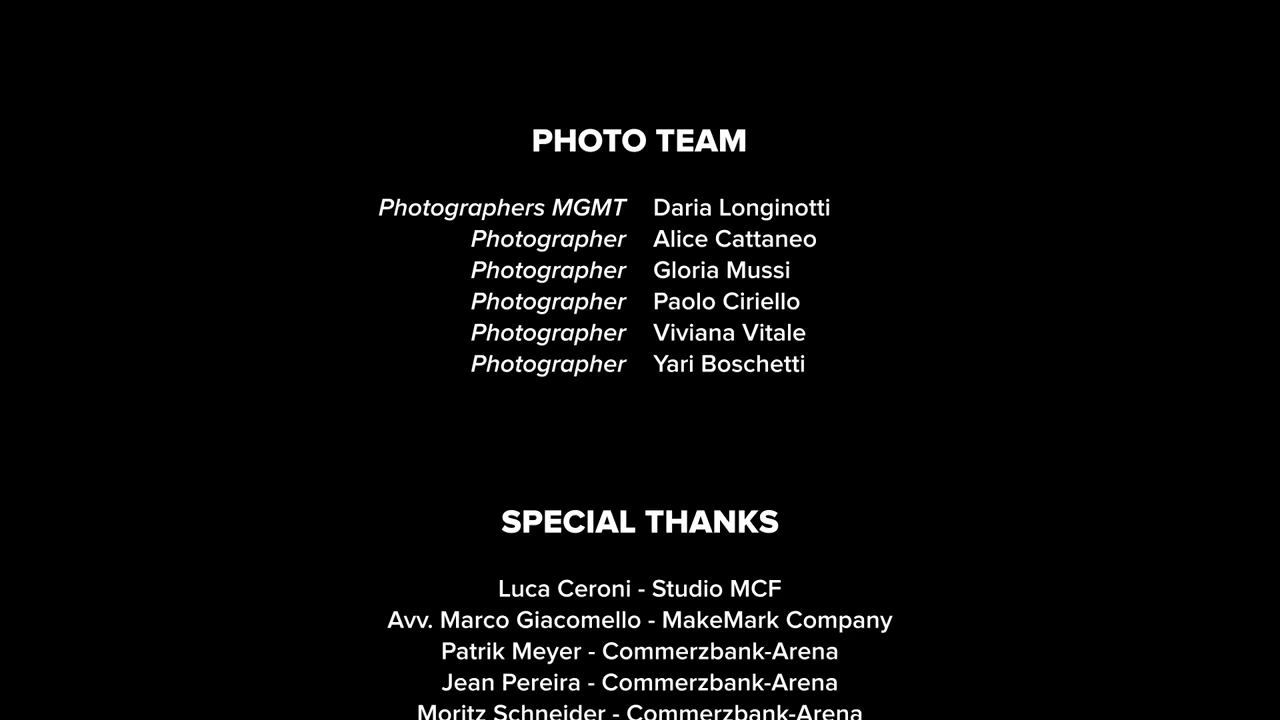 PHOTO TEAM
Photographers MGMT Daria Longinotti
Photographer Alice Cattaneo
Photographer Gloria Mussi
Photographer Paolo Ciriello
Photographer Viviana Vitale
Photographer Yari Boschetti
SPECIAL THANKS
Luca Ceroni - Studio MCF
Avv. Marco Giacomello - MakeMark Company
Patrik Meyer - Commerzbank-Arena
Jean Pereira - Commerzbank-Arena
Moritz Schneider - Commerzbank-Arena